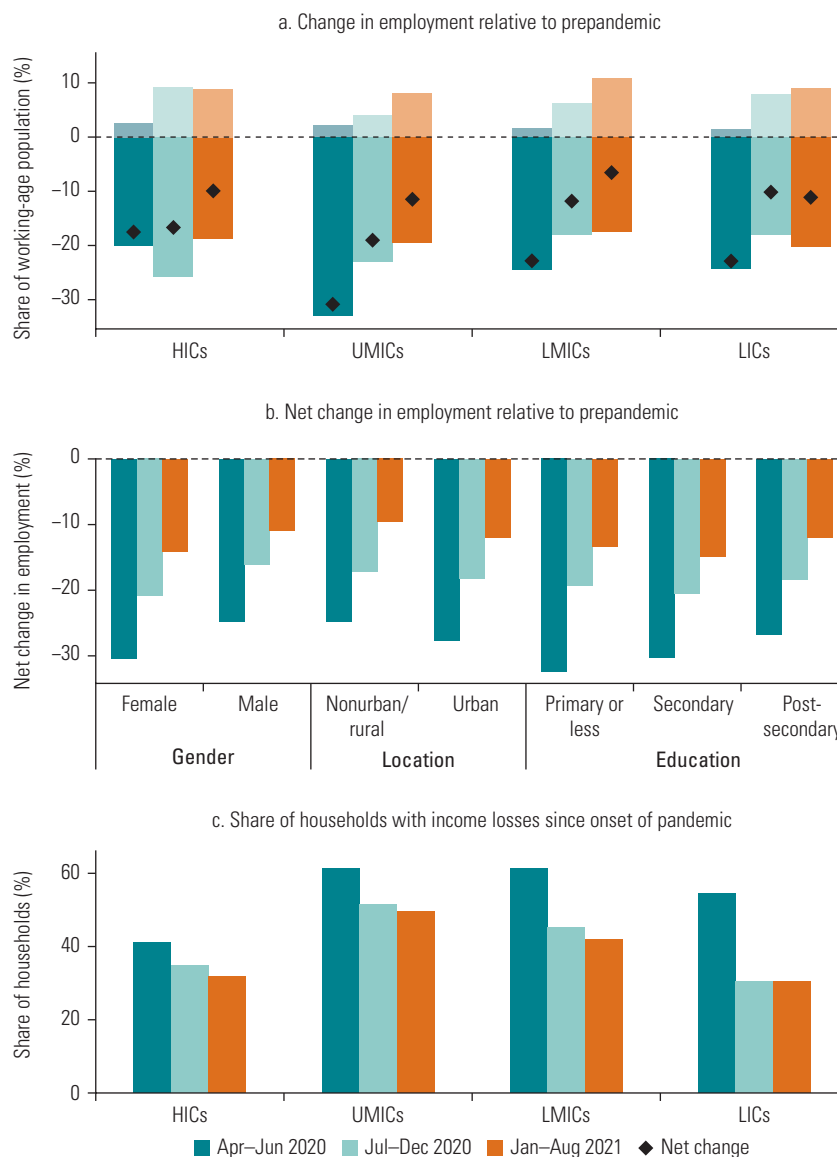 a. Change in employment relative to prepandemic
Share of working-age population (%)
10
0
–10
–20
–30
HICs UMICs LMICs LICs
b. Net change in employment relative to prepandemic
Net change in employment (%)
0
–10
–20
–30
Female Male Nonurban/ Urban Primary or Secondary Post-
rural less secondary
Gender Location Education
c. Share of households with income losses since onset of pandemic
Share of households (%)
60
40
20
0
HICs UMICs LMICs LICs
Apr–Jun 2020 Jul–Dec 2020 Jan–Aug 2021 Net change